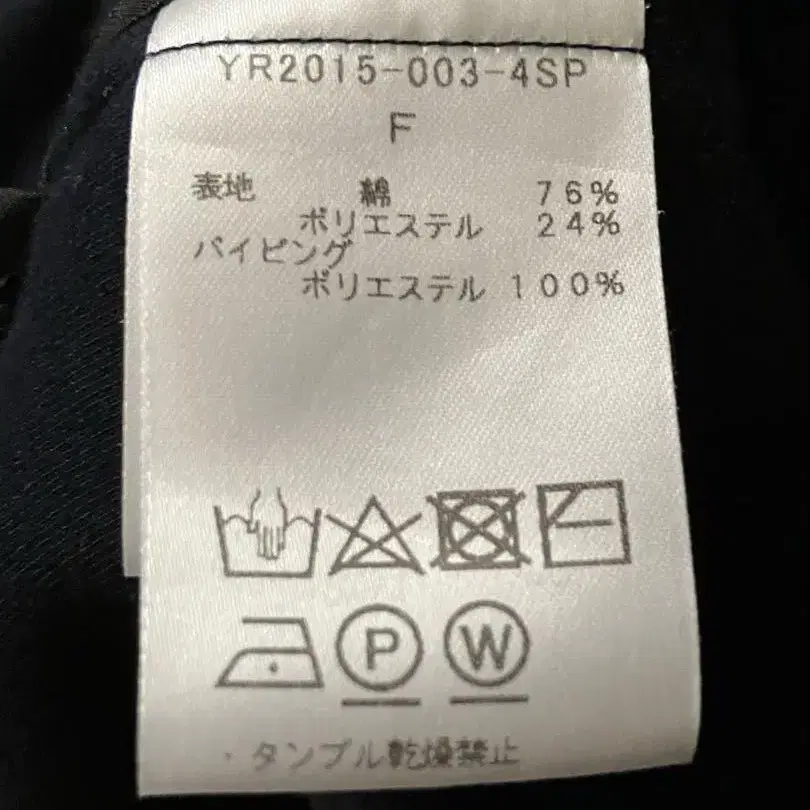 YR2015-003-4SP
F
表地 綿 76%
ポリエステル 24%
パイピング
ポリエステル 100%
P W
・タンブル乾燥禁止